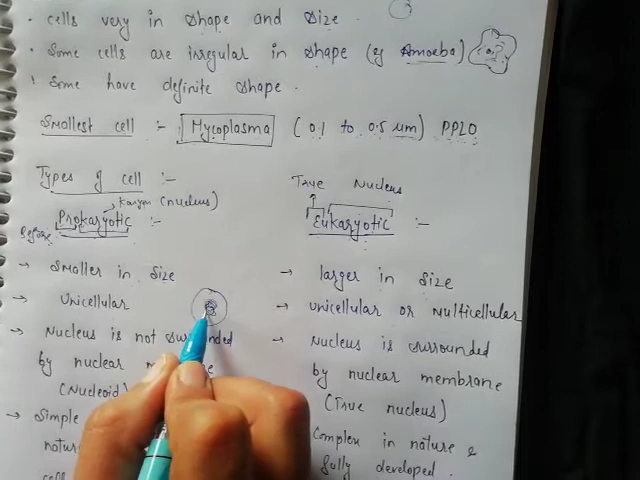 · cells very in shape and size.
· Some cells are irregular in shape (eg Amoeba)
· Some have definite shape.
Smallest cell :- Mycoplasma (0.1 to 0.5 um) PPLO
Types of cell :-
Karyon (nucleus)
Before
Prokaryotic :-
→ Smaller in size
→ Unicellular
→ Nucleus is not surrounded
by nuclear
(Nucleoid)
→ Simple
True Nucleus
Eukaryotic :-
→ larger in size
→ Unicellular or Multicellular
→ Nucleus is surrounded
by nuclear membrane
(True nucleus)
Complex in nature &
fully developed.